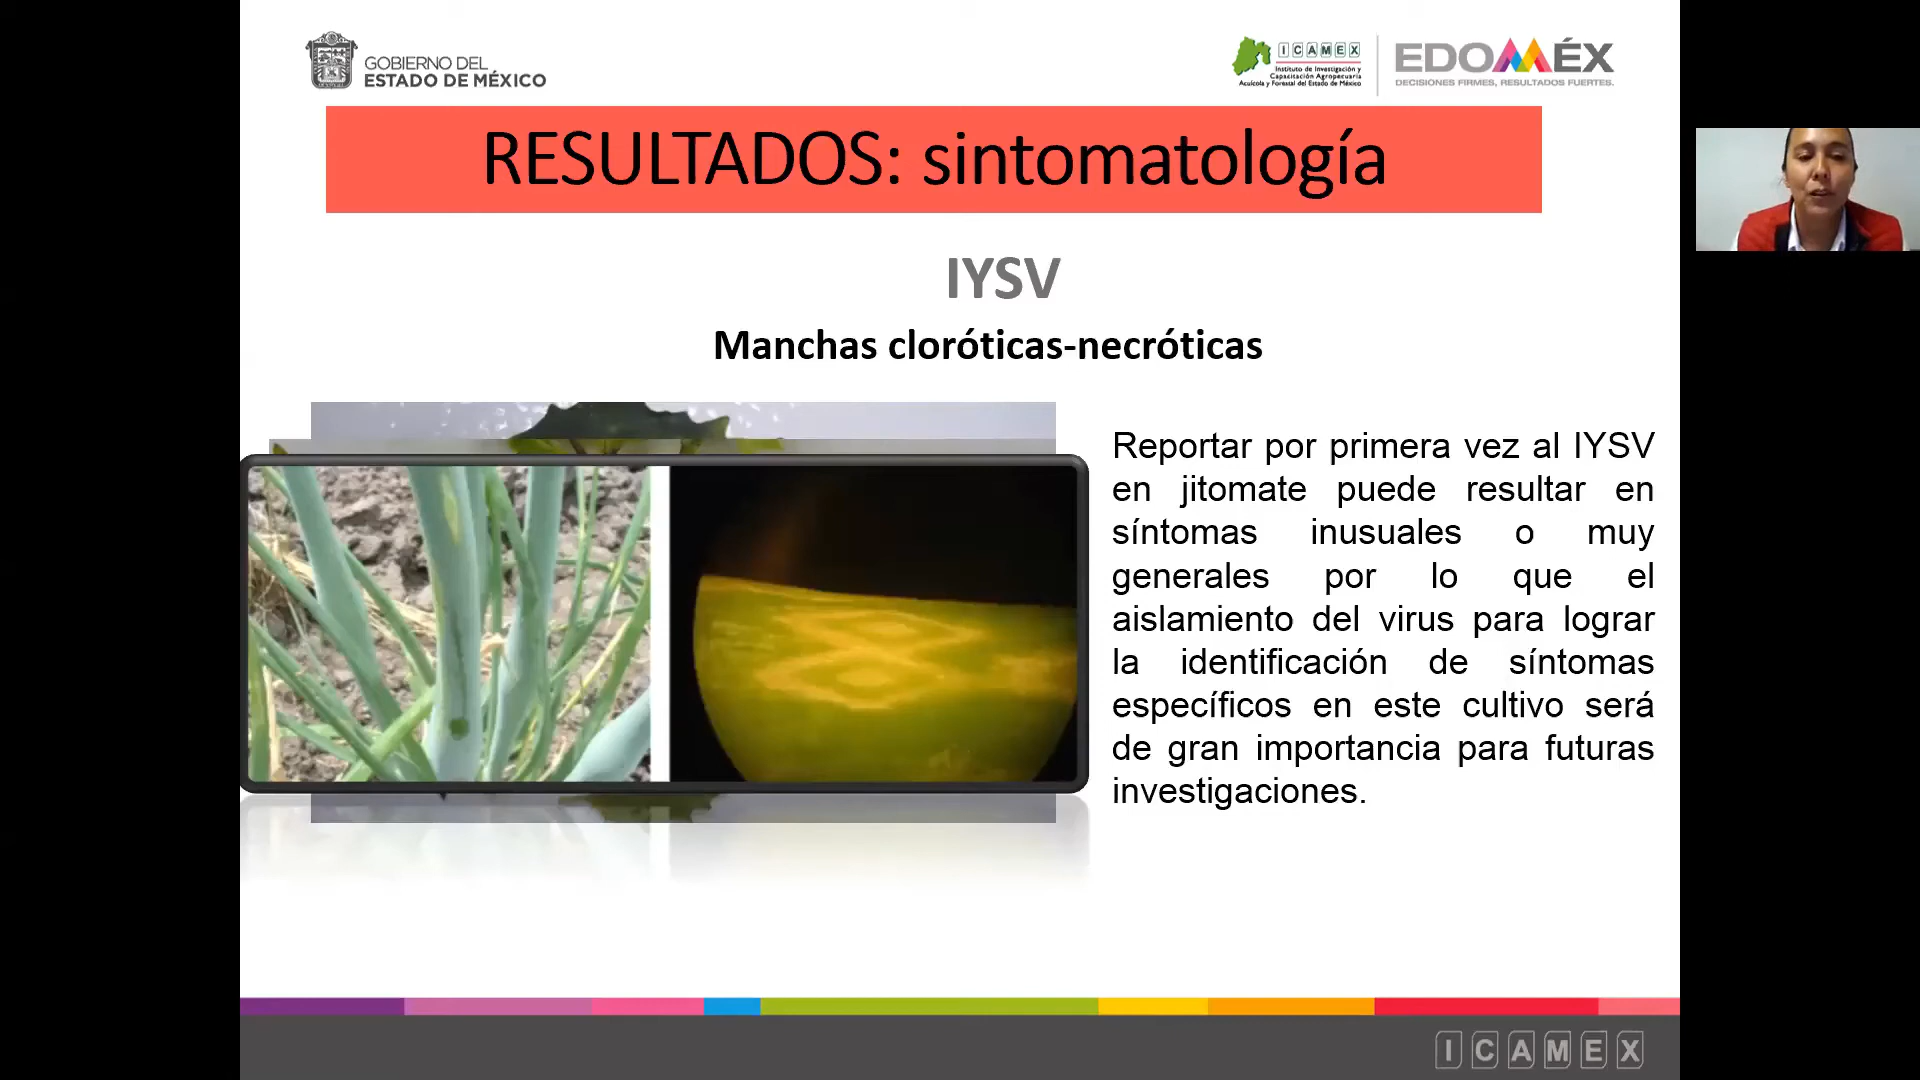 GOBIERNO DEL
ESTADO DE MÉXICO
ICAMEX
Instituto de Investigación y
Capacitación Agropecuaria
Acuícola y Forestal del Estado de México
EDOMÉX
DECISIONES FIRMES, RESULTADOS FUERTES.
RESULTADOS: sintomatología
IYSV
Manchas cloróticas-necróticas
Reportar por primera vez al IYSV
en jitomate puede resultar en
síntomas inusuales o muy
generales por lo que el
aislamiento del virus para lograr
la identificación de síntomas
específicos en este cultivo será
de gran importancia para futuras
investigaciones.
ICAMEX